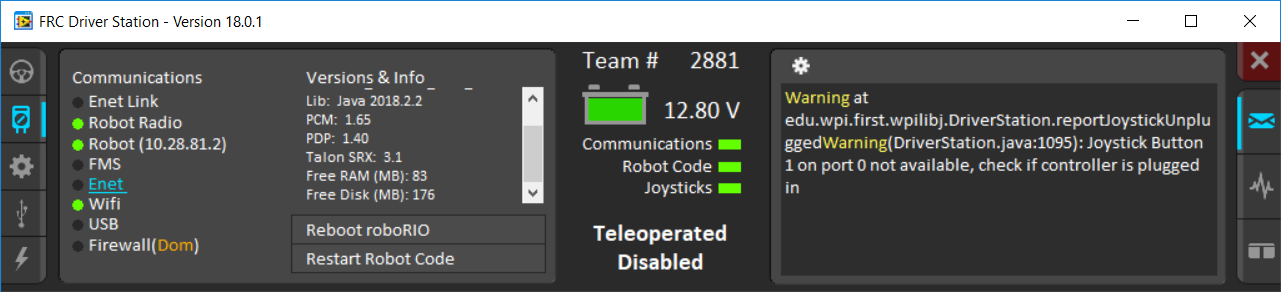 FRC Driver Station - Version 18.0.1
Communications
Enet Link
Robot Radio
Robot (10.28.81.2)
FMS
Enet
Wifi
USB
Firewall(Dom)
Versions & Info
Lib: Java 2018.2.2
PCM: 1.65
PDP: 1.40
Talon SRX: 3.1
Free RAM (MB): 83
Free Disk (MB): 176
Reboot roboRIO
Restart Robot Code
Team # 2881
12.80 V
Communications
Robot Code
Joysticks
Teleoperated
Disabled
Warning at
edu.wpi.first.wpilibj.DriverStation.reportJoystickUnplu
ggedWarning(DriverStation.java:1095): Joystick Button
1 on port 0 not available, check if controller is plugged
in